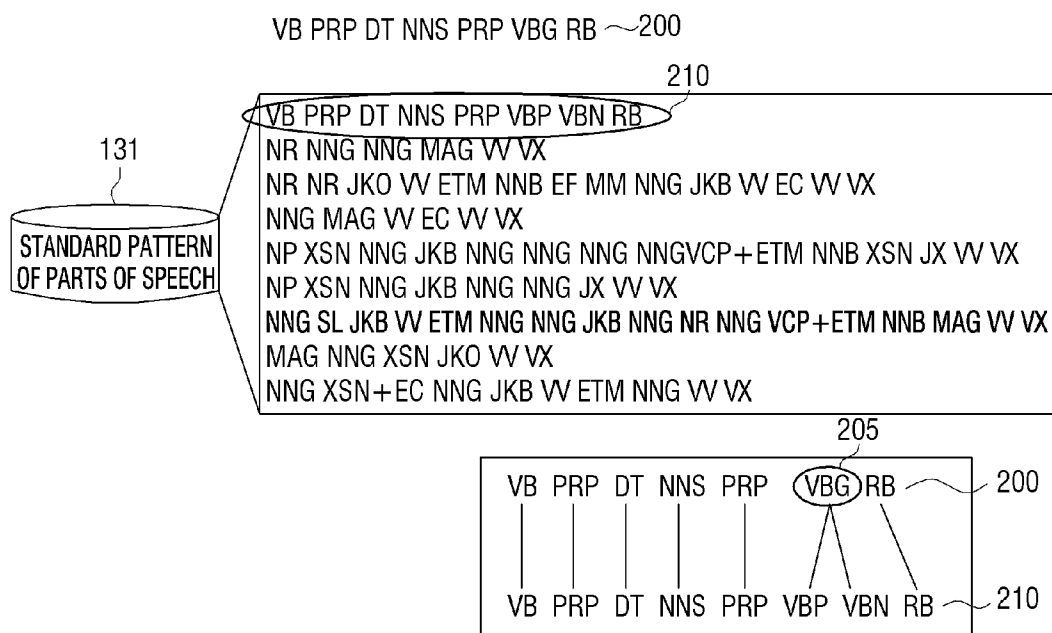 VB PRP DT NNS PRP VBG RB 200
210
VB PRP DT NNS PRP VBP VBN RB
131
NR NNG NNG MAG VV VX
NR NR JKO VV ETM NNB EF MM NNG JKB VV EC VV VX
NNG MAG VV EC VV VX
STANDARD PATTERN
OF PARTS OF SPEECH
NP XSN NNG JKB NNG NNG NNG NNGVCP+ETM NNB XSN JX VV VX
NP XSN NNG JKB NNG NNG JX VV VX
NNG SL JKB VV ETM NNG NNG JKB NNG NR NNG VCP+ETM NNB MAG VV VX
MAG NNG XSN JKO VV VX
NNG XSN+EC NNG JKB VV ETM NNG VV VX
205
VB PRP DT NNS PRP VBG RB 200
VB PRP DT NNS PRP VBP VBN RB 210